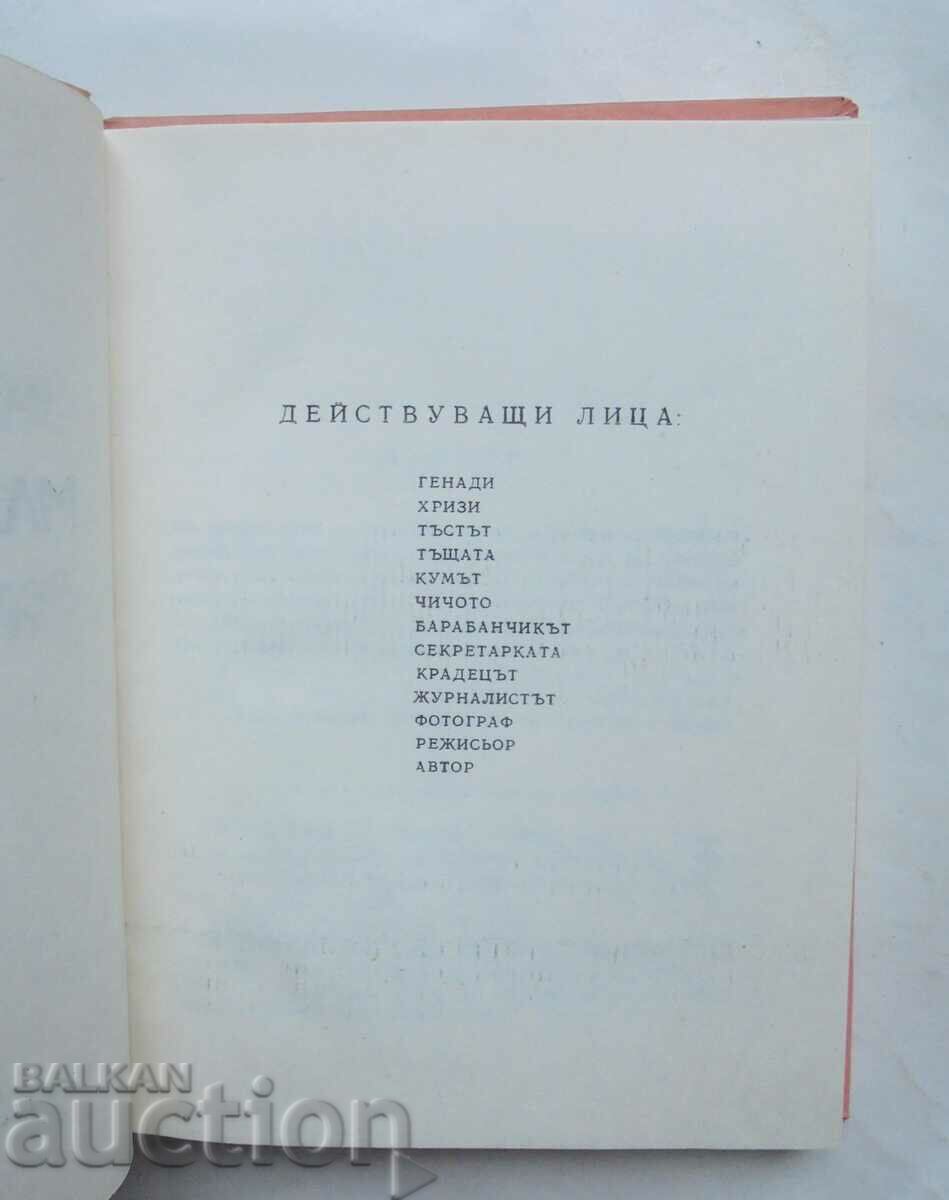 ДЕЙСТВУВАЩИ ЛИЦА:
ГЕНАДИ
ХРИЗИ
ТЪСТЪТ
ТЪЩАТА
КУМЪТ
ЧИЧОТО
БАРАБАНЧИКЪТ
СЕКРЕТАРКАТА
КРАДЕЦЪТ
ЖУРНАЛИСТЪТ
ФОТОГРАФ
РЕЖИСЬОР
АВТОР
BALKAN
auction